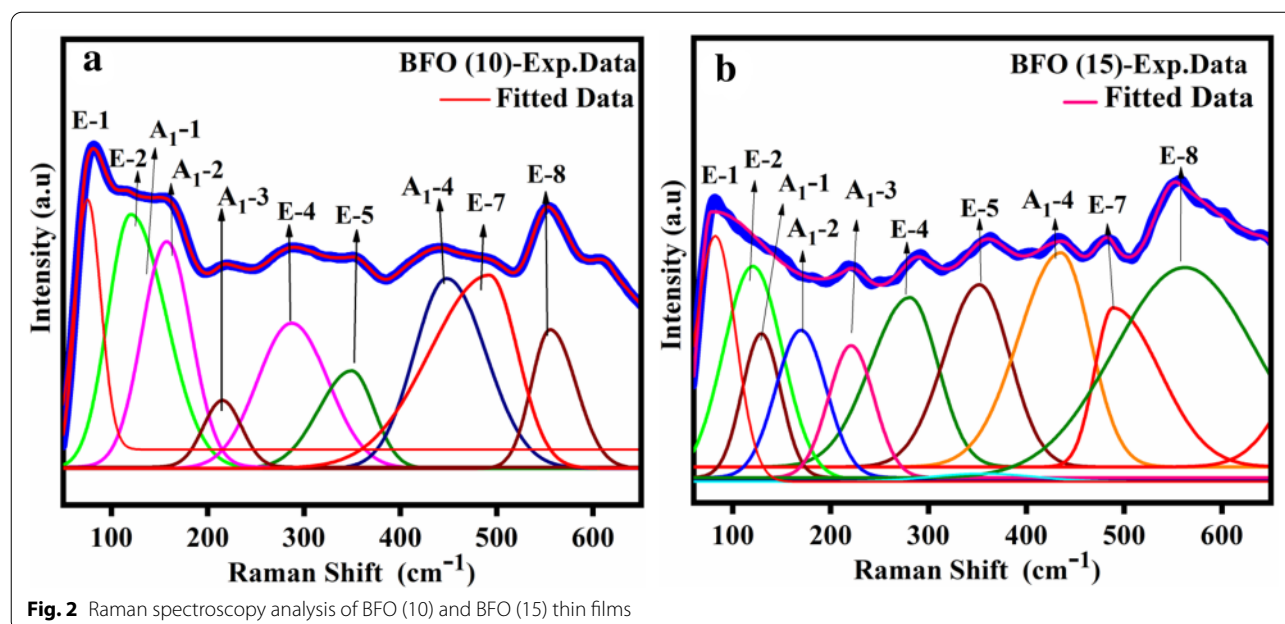 a
BFO (10)-Exp.Data
Fitted Data
E-1
E-2
A₁-1
A₁-2
A₁-3
E-4
E-5
A₁-4
E-7
E-8
Intensity (a.u)
100 200 300 400 500 600
Raman Shift (cm⁻¹)
b
BFO (15)-Exp.Data
Fitted Data
E-1
E-2
A₁-1
A₁-2
A₁-3
E-4
E-5
A₁-4
E-7
E-8
Intensity (a.u)
100 200 300 400 500 600
Raman Shift (cm⁻¹)
Fig. 2 Raman spectroscopy analysis of BFO (10) and BFO (15) thin films